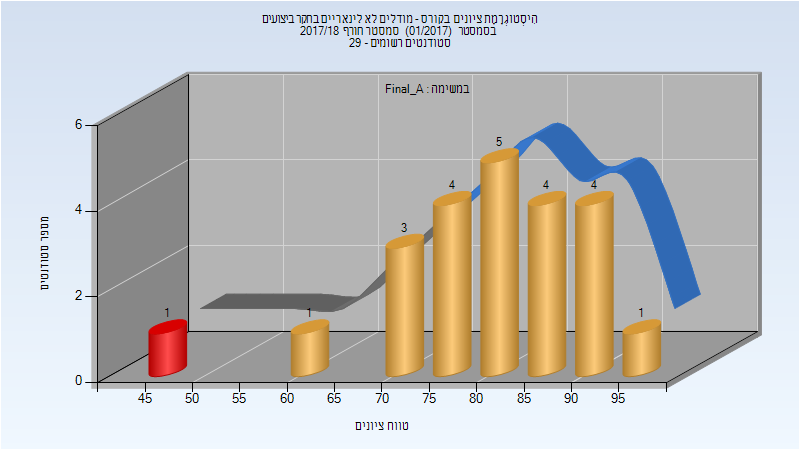 הִיסְטוֹגְרָמַת ציונים בקורס - מודלים לא לינאריים בחקר ביצועים
בסמסטר (01/2017) סמסטר חורף 2017/18
סטודנטים רשומים - 29
במשימה : Final_A
6
4
2
0
מספר סטודנטים
1
1
3
4
5
4
4
1
45 50 55 60 65 70 75 80 85 90 95
טווח ציונים